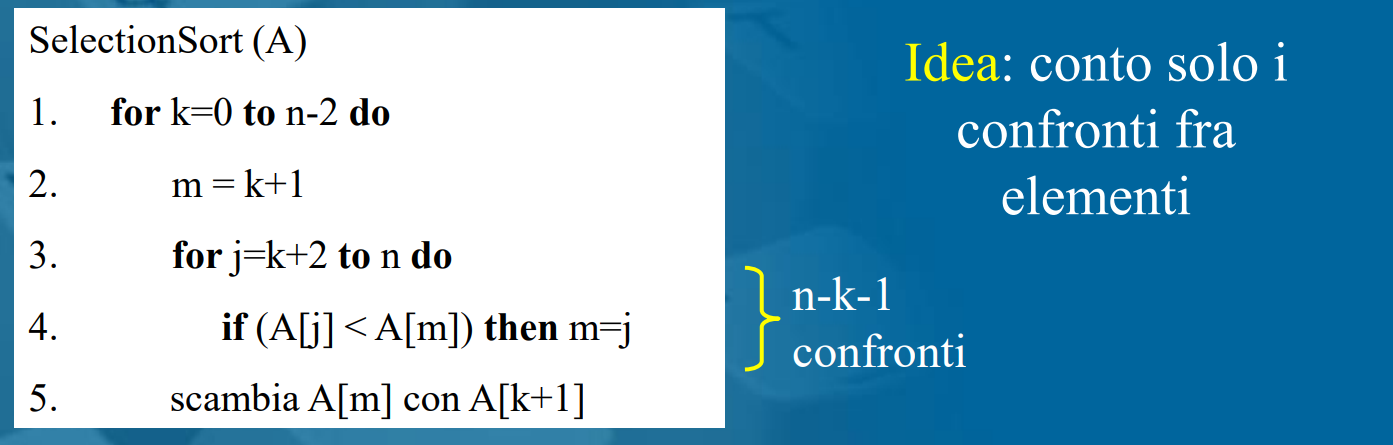 SelectionSort (A)
1. for k=0 to n-2 do
2. m = k+1
3. for j=k+2 to n do
4. if (A[j] < A[m]) then m=j
5. scambia A[m] con A[k+1]
Idea: conto solo i
confronti fra
elementi
n-k-1
confronti